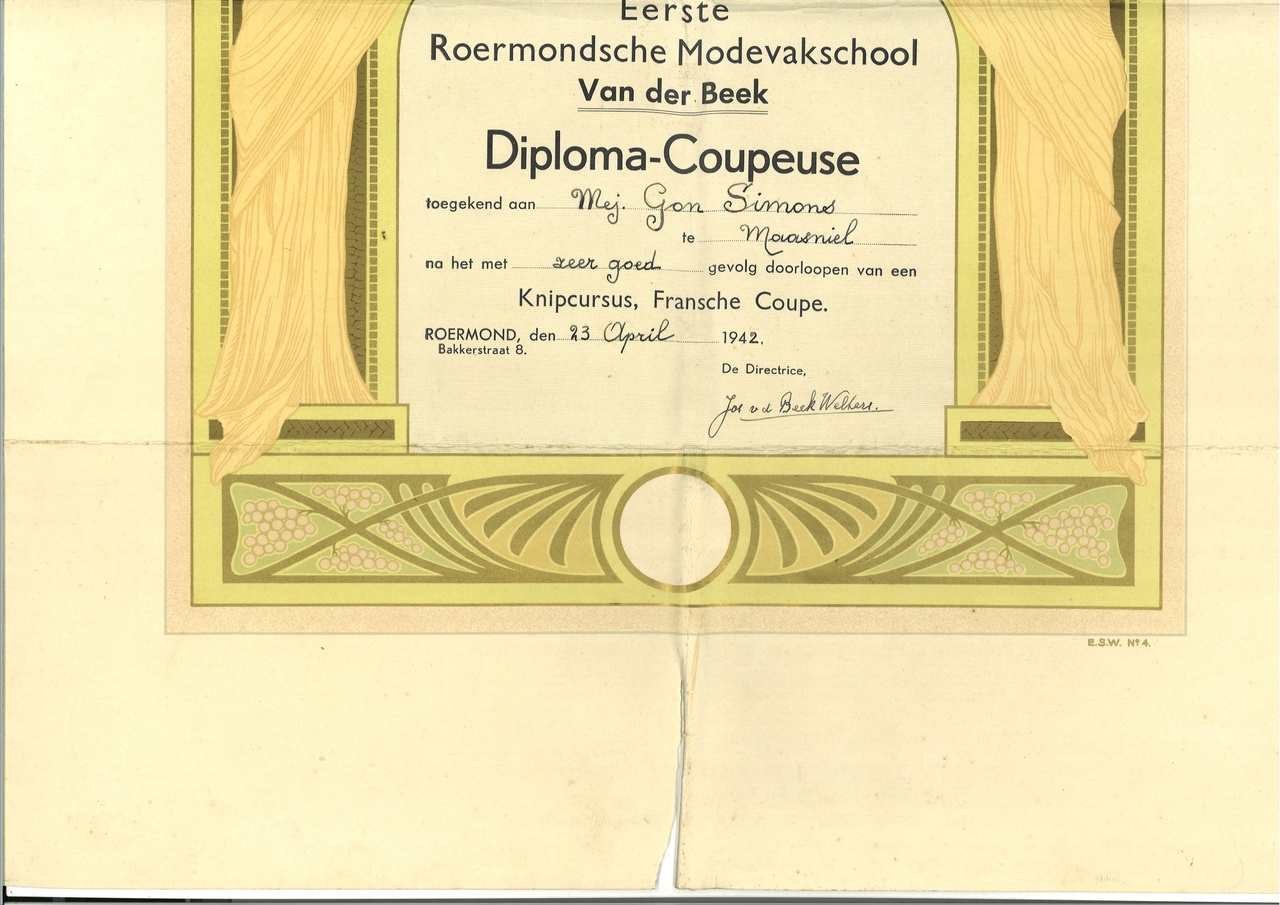 Eerste
Roermondsche Modevakschool
Van der Beek
Diploma-Coupeuse
toegekend aan Mej. Gon Simons
te Maasniel
na het met zeer goed gevolg doorloopen van een
Knipcursus, Fransche Coupe.
ROERMOND, den 23 April 1942.
Bakkerstraat 8.
De Directrice,
Jos v d Beek Welters.
E.S.W. Nº 4.